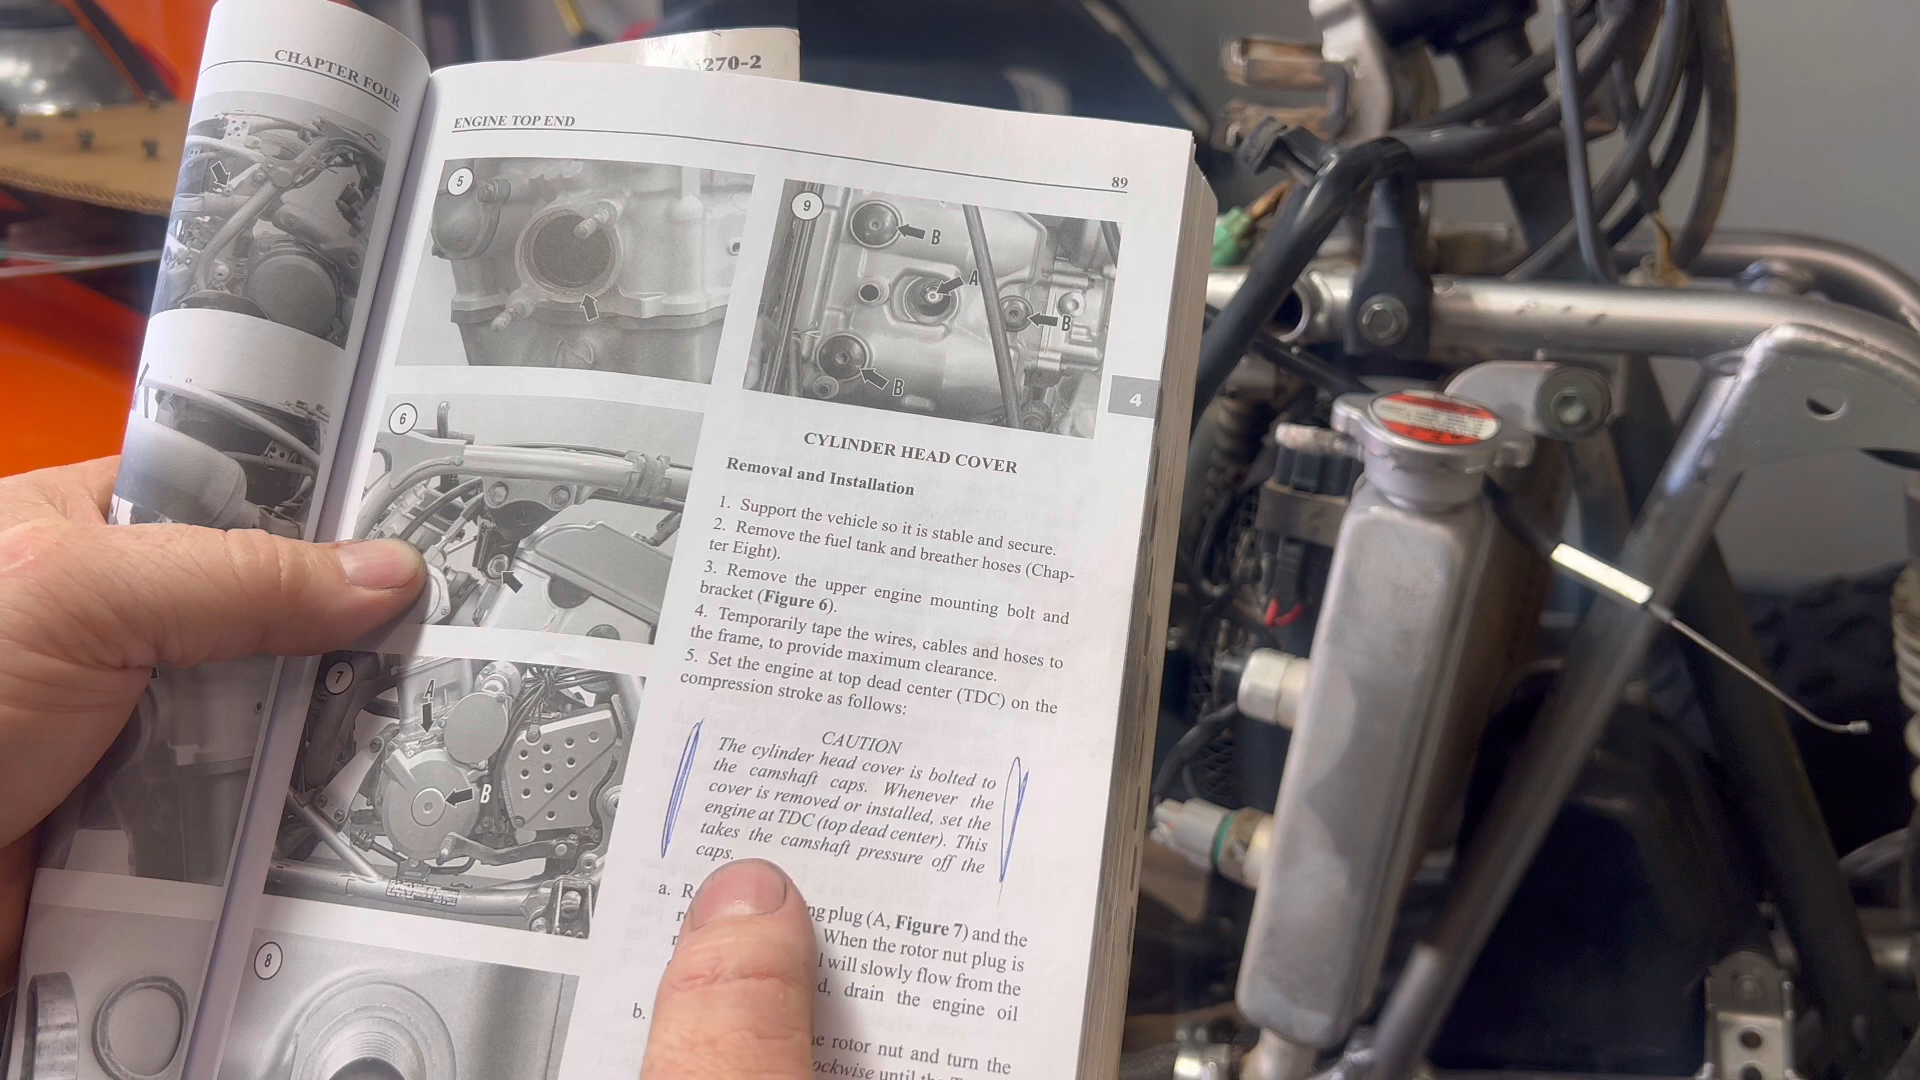 270-2
CHAPTER FOUR
ENGINE TOP END
89
5
9
B
A
B
B
6
4
CYLINDER HEAD COVER
Removal and Installation
1. Support the vehicle so it is stable and secure.
2. Remove the fuel tank and breather hoses (Chap-
ter Eight).
3. Remove the upper engine mounting bolt and
bracket (Figure 6).
4. Temporarily tape the wires, cables and hoses to
the frame, to provide maximum clearance.
5. Set the engine at top dead center (TDC) on the
compression stroke as follows:
7
A
B
CAUTION
The cylinder head cover is bolted to
the camshaft caps. Whenever the
cover is removed or installed, set the
engine at TDC (top dead center). This
takes the camshaft pressure off the
caps.
a. plug (A, Figure 7) and the
When the rotor nut plug is
will slowly flow from the
drain the engine oil
8
b.
rotor nut and turn the
until